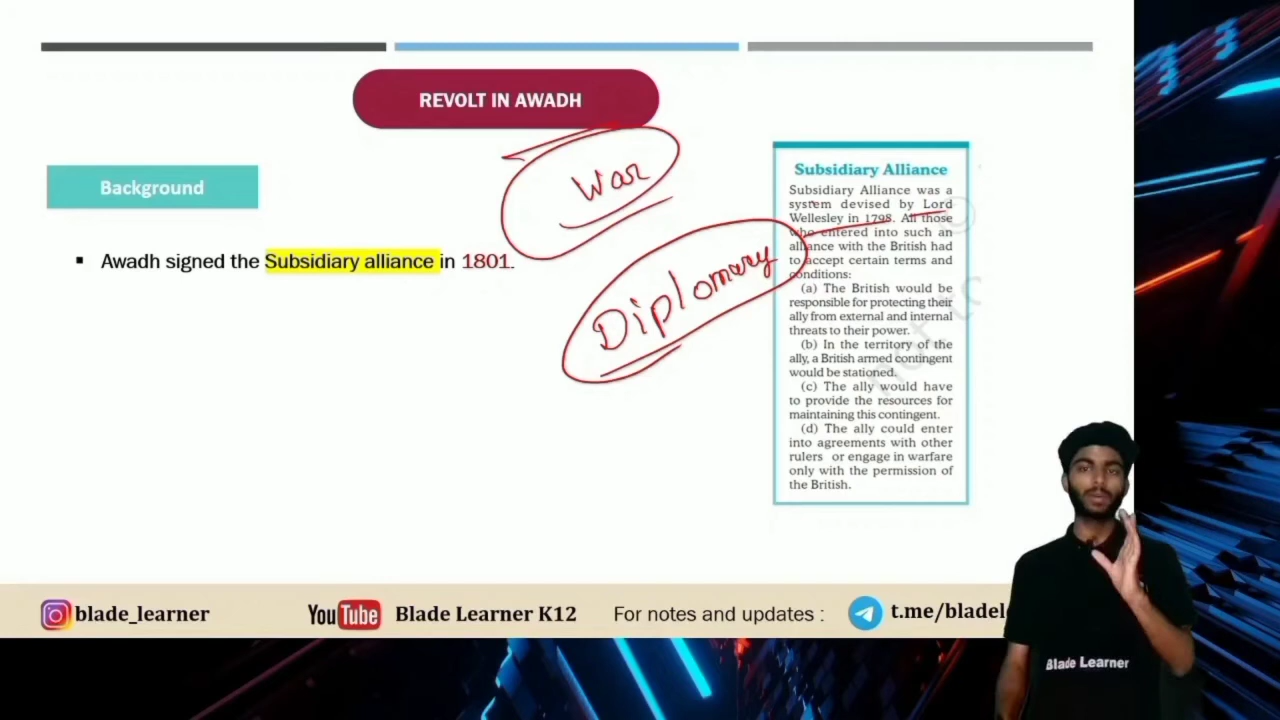 REVOLT IN AWADH
War
Background
▪ Awadh signed the Subsidiary alliance in 1801.
Diplomary
Subsidiary Alliance
Subsidiary Alliance was a
system devised by Lord
Wellesley in 1798. All those
who entered into such an
alliance with the British had
to accept certain terms and
conditions:
(a) The British would be
responsible for protecting their
ally from external and internal
threats to their power.
(b) In the territory of the
ally, a British armed contingent
would be stationed.
(c) The ally would have
to provide the resources for
maintaining this contingent.
(d) The ally could enter
into agreements with other
rulers or engage in warfare
only with the permission of
the British.
not to
©
blade_learner
YouTube Blade Learner K12
For notes and updates :
t.me/bladel
Blade Learner